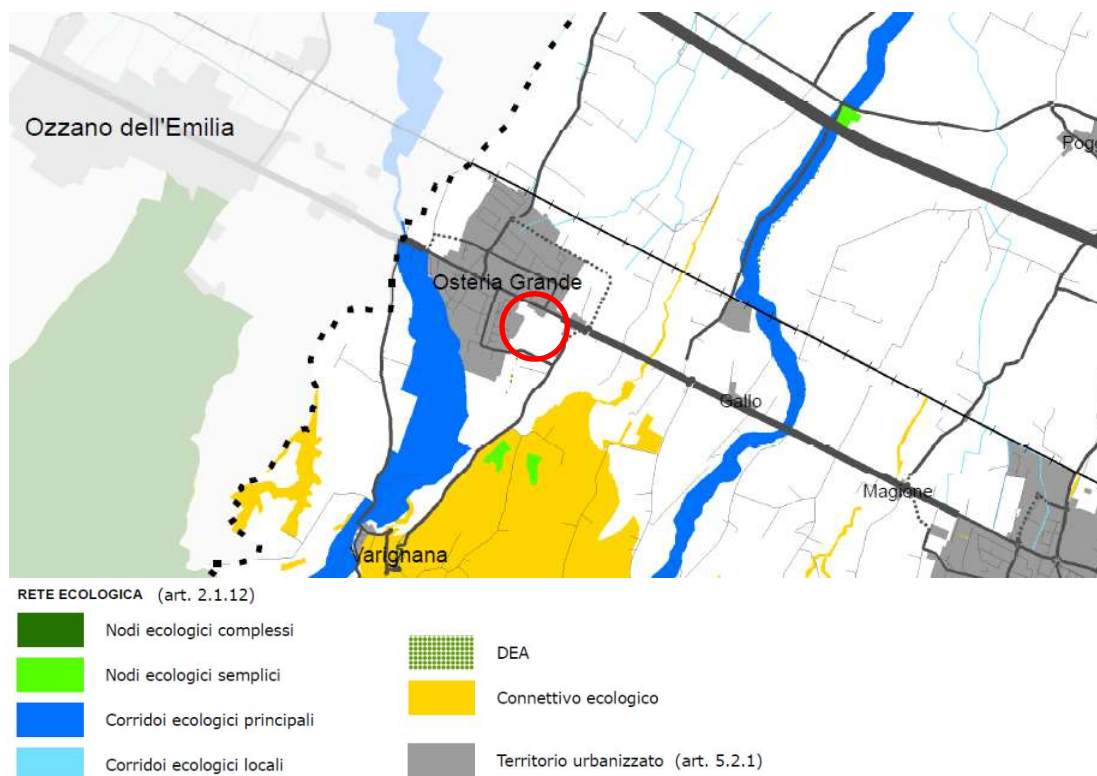 Ozzano dell'Emilia
Pogg
Osteria Grande
Gallo
Magione
Varignana
RETE ECOLOGICA (art. 2.1.12)
Nodi ecologici complessi
Nodi ecologici semplici
Corridoi ecologici principali
Corridoi ecologici locali
DEA
Connettivo ecologico
Territorio urbanizzato (art. 5.2.1)